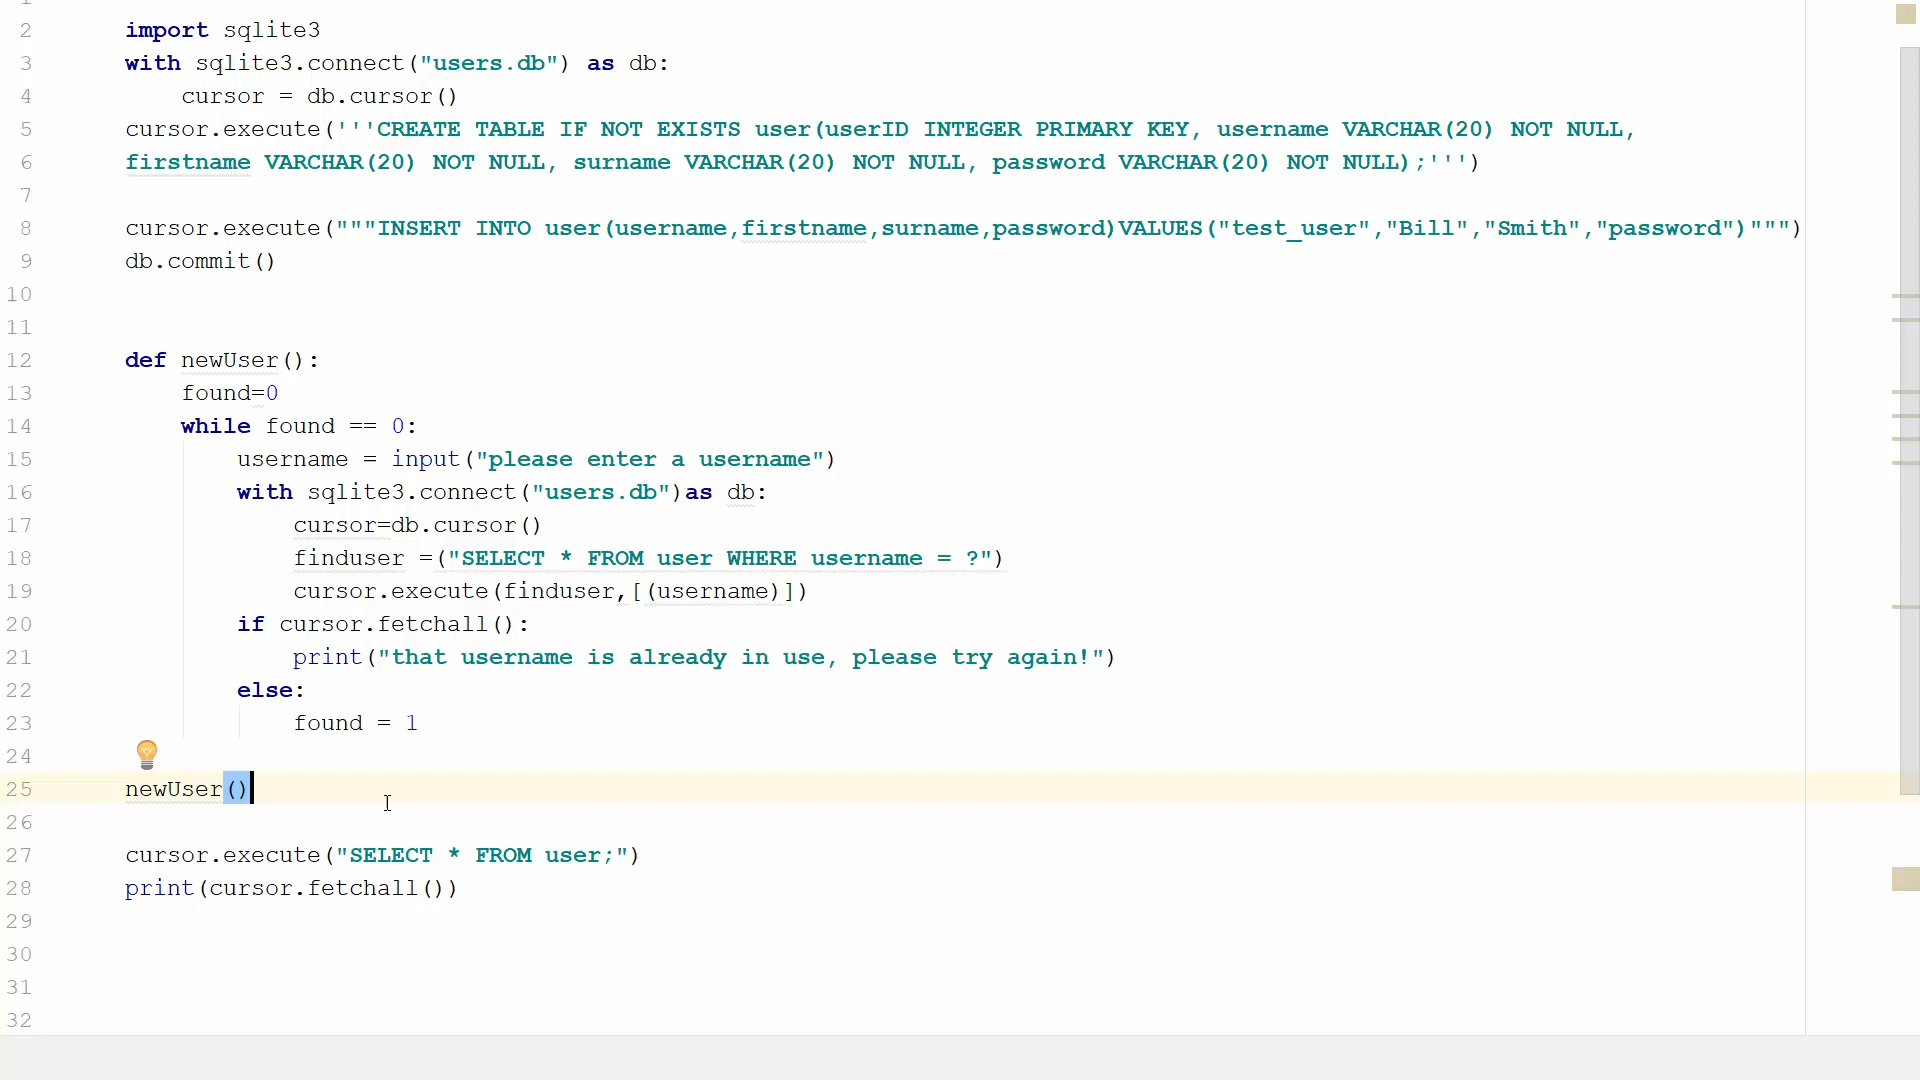 2 import sqlite3
3 with sqlite3.connect("users.db") as db:
4     cursor = db.cursor()
5 cursor.execute('''CREATE TABLE IF NOT EXISTS user(userID INTEGER PRIMARY KEY, username VARCHAR(20) NOT NULL,
6 firstname VARCHAR(20) NOT NULL, surname VARCHAR(20) NOT NULL, password VARCHAR(20) NOT NULL);''')
7
8 cursor.execute("""INSERT INTO user(username,firstname,surname,password)VALUES("test_user","Bill","Smith","password")""")
9 db.commit()
10
11
12 def newUser():
13     found=0
14     while found == 0:
15         username = input("please enter a username")
16         with sqlite3.connect("users.db")as db:
17             cursor=db.cursor()
18             finduser =("SELECT * FROM user WHERE username = ?")
19             cursor.execute(finduser,[(username)])
20         if cursor.fetchall():
21             print("that username is already in use, please try again!")
22         else:
23             found = 1
24
25 newUser()
26
27 cursor.execute("SELECT * FROM user;")
28 print(cursor.fetchall())
29
30
31
32